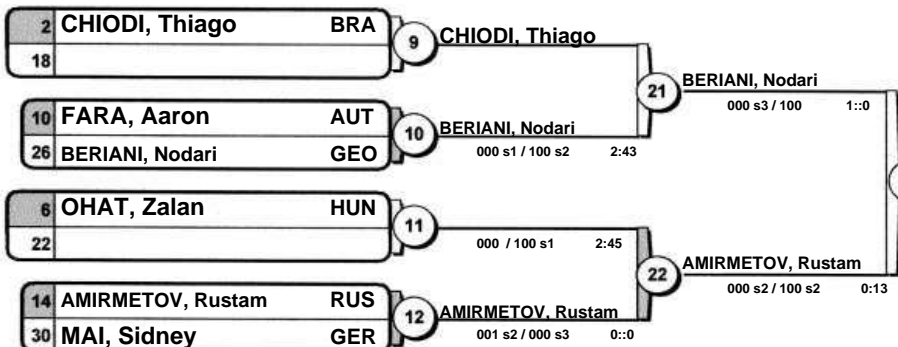 2 CHIODI, Thiago BRA
18
9 CHIODI, Thiago
10 FARA, Aaron AUT
26 BERIANI, Nodari GEO
10 BERIANI, Nodari
000 s1 / 100 s2 2:43
21 BERIANI, Nodari
000 s3 / 100 1::0
6 OHAT, Zalan HUN
22
11
000 / 100 s1 2:45
14 AMIRMETOV, Rustam RUS
30 MAI, Sidney GER
12 AMIRMETOV, Rustam
001 s2 / 000 s3 0::0
22 AMIRMETOV, Rustam
000 s2 / 100 s2 0:13